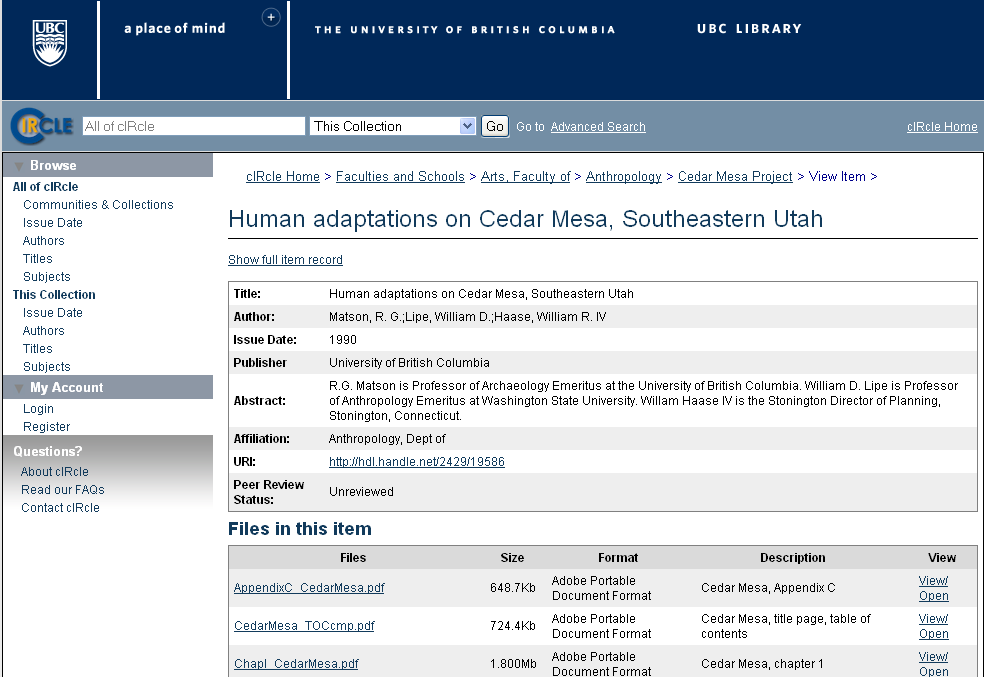 UBC
a place of mind
+
THE UNIVERSITY OF BRITISH COLUMBIA
UBC LIBRARY
cIRcLE
All of cIRcle
This Collection
Go
Go to Advanced Search
cIRcle Home
Browse
All of cIRcle
Communities & Collections
Issue Date
Authors
Titles
Subjects
This Collection
Issue Date
Authors
Titles
Subjects
My Account
Login
Register
Questions?
About cIRcle
Read our FAQs
Contact cIRcle
cIRcle Home > Faculties and Schools > Arts, Faculty of > Anthropology > Cedar Mesa Project > View Item >
Human adaptations on Cedar Mesa, Southeastern Utah
Show full item record
Title: Human adaptations on Cedar Mesa, Southeastern Utah
Author: Matson, R. G.;Lipe, William D.;Haase, William R. IV
Issue Date: 1990
Publisher University of British Columbia
Abstract: R.G. Matson is Professor of Archaeology Emeritus at the University of British Columbia. William D. Lipe is Professor
of Anthropology Emeritus at Washington State University. Willam Haase IV is the Stonington Director of Planning,
Stonington, Connecticut.
Affiliation: Anthropology, Dept of
URI: http://hdl.handle.net/2429/19586
Peer Review
Status: Unreviewed
Files in this item
Files Size Format Description View
AppendixC_CedarMesa.pdf 648.7Kb Adobe Portable Document Format Cedar Mesa, Appendix C View/Open
CedarMesa_TOCcmp.pdf 724.4Kb Adobe Portable Document Format Cedar Mesa, title page, table of contents View/Open
ChapI_CedarMesa.pdf 1.800Mb Adobe Portable Document Format Cedar Mesa, chapter 1 View/Open